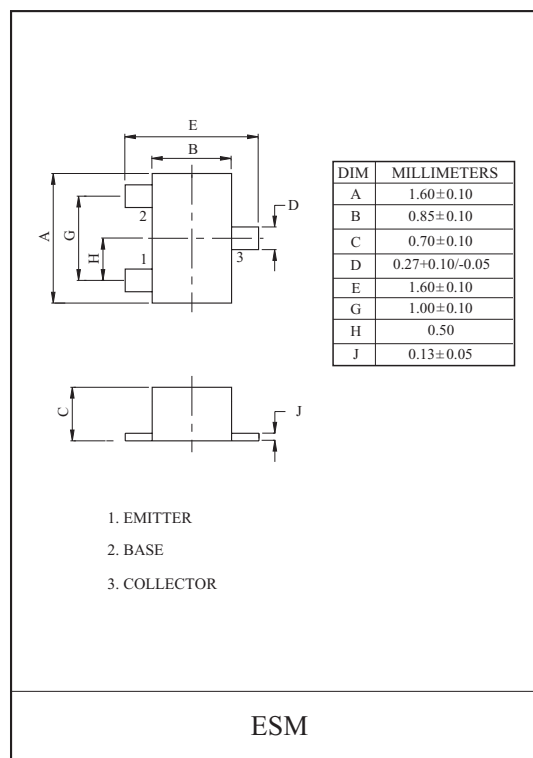 E
B
A
G
H
2
1
D
3
DIM MILLIMETERS
A 1.60±0.10
B 0.85±0.10
C 0.70±0.10
D 0.27+0.10/-0.05
E 1.60±0.10
G 1.00±0.10
H 0.50
J 0.13±0.05
C
J
1. EMITTER
2. BASE
3. COLLECTOR
ESM